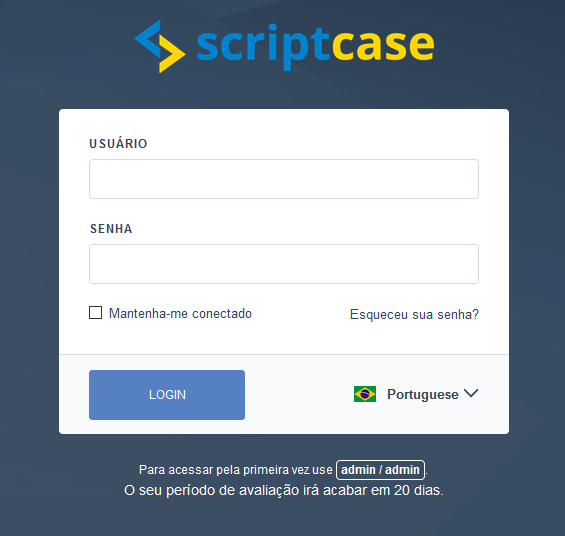 scriptcase
USUÁRIO
SENHA
Mantenha-me conectado
Esqueceu sua senha?
LOGIN
Portuguese
Para acessar pela primeira vez use admin / admin.
O seu período de avaliação irá acabar em 20 dias.